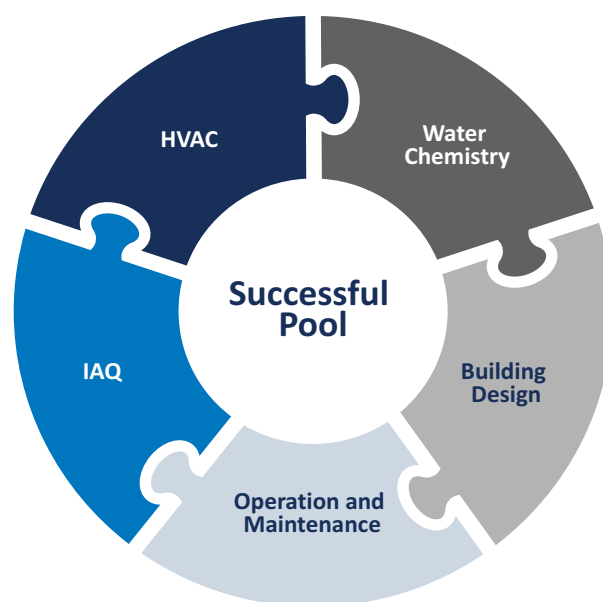 HVAC
Water
Chemistry
Successful
Pool
IAQ
Building
Design
Operation and
Maintenance